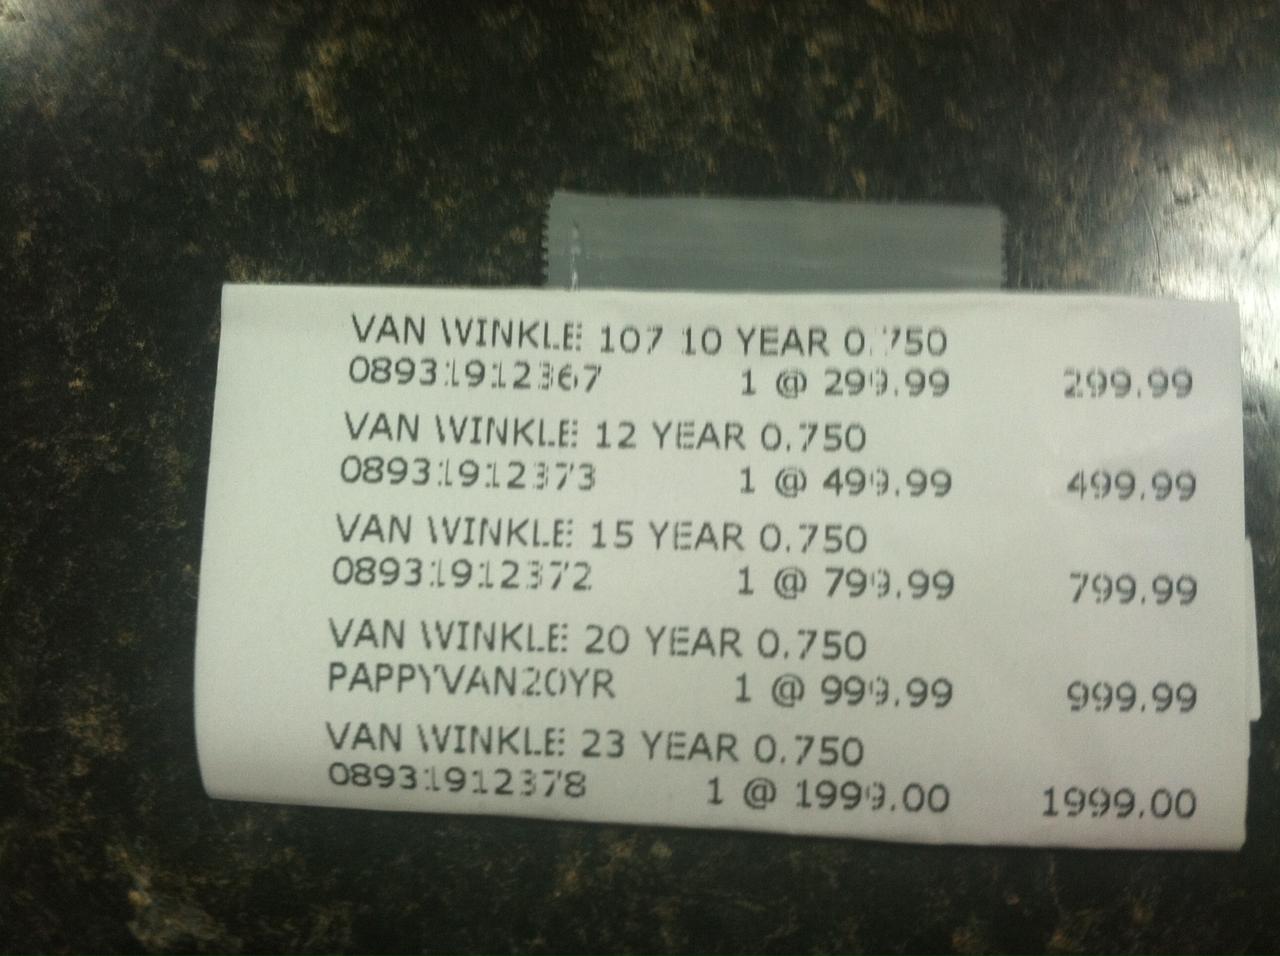 VAN WINKLE 107 10 YEAR 0.750
08931912367 1 @ 299.99 299.99
VAN WINKLE 12 YEAR 0.750
08931912373 1 @ 499.99 499.99
VAN WINKLE 15 YEAR 0.750
08931912372 1 @ 799.99 799.99
VAN WINKLE 20 YEAR 0.750
PAPPYVAN20YR 1 @ 999.99 999.99
VAN WINKLE 23 YEAR 0.750
08931912378 1 @ 1999.00 1999.00